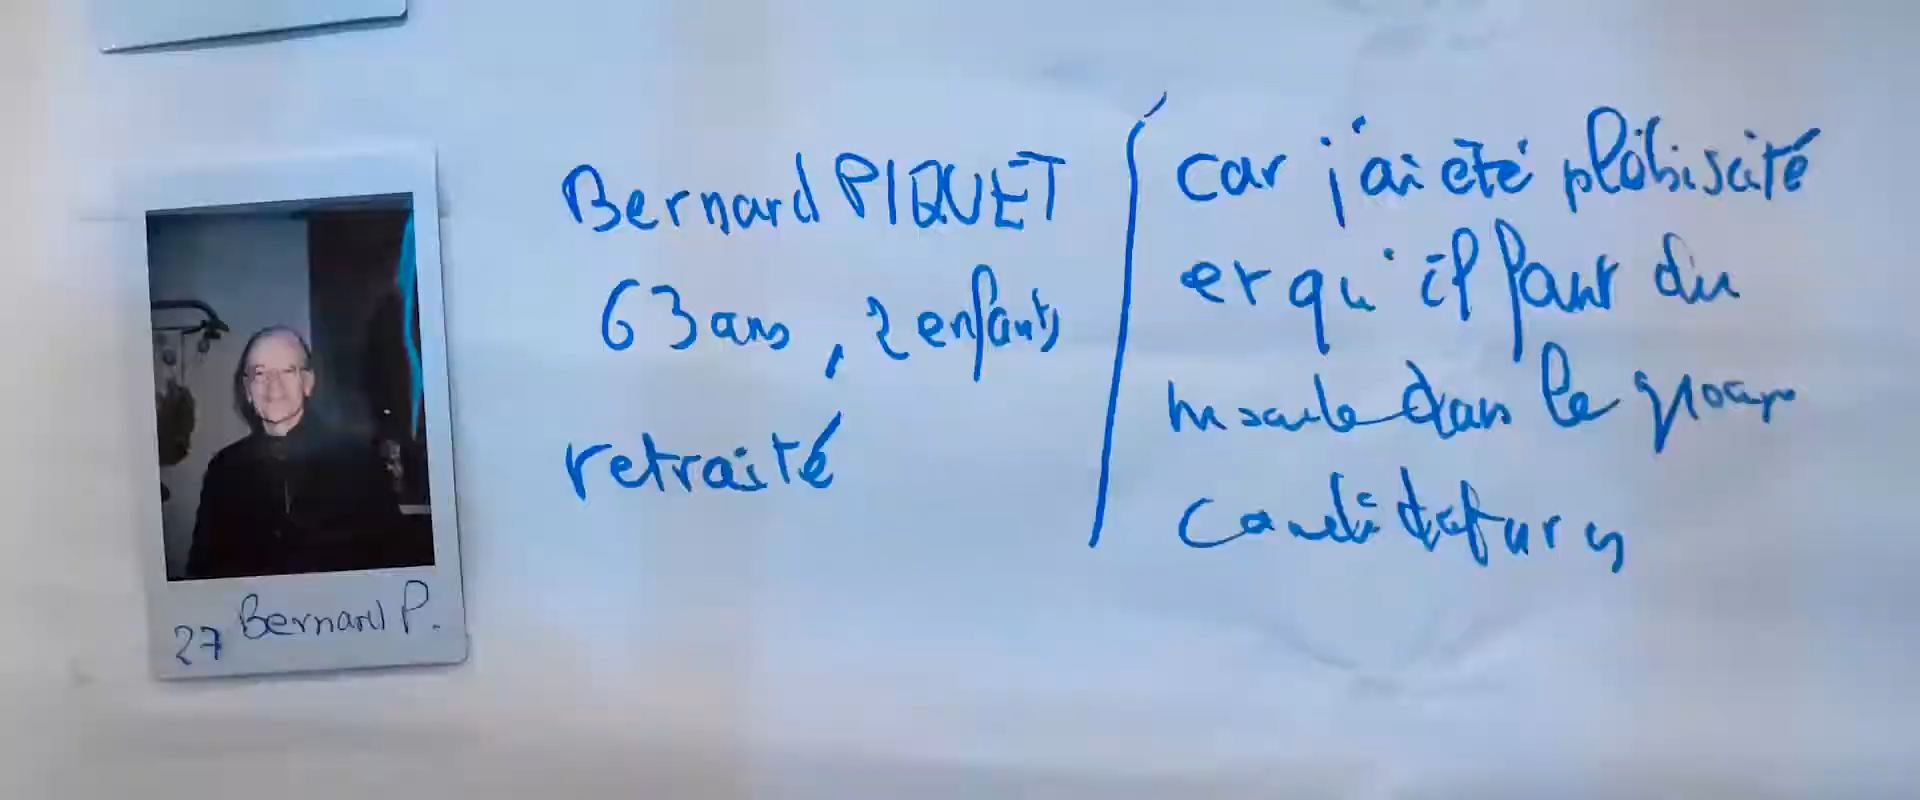 Bernard PIQUET
63 ans, 2 enfants
retraité
car j'ai été plébiscité
et qu'il faut du
dans le groupe
candidatures
27 Bernard P.